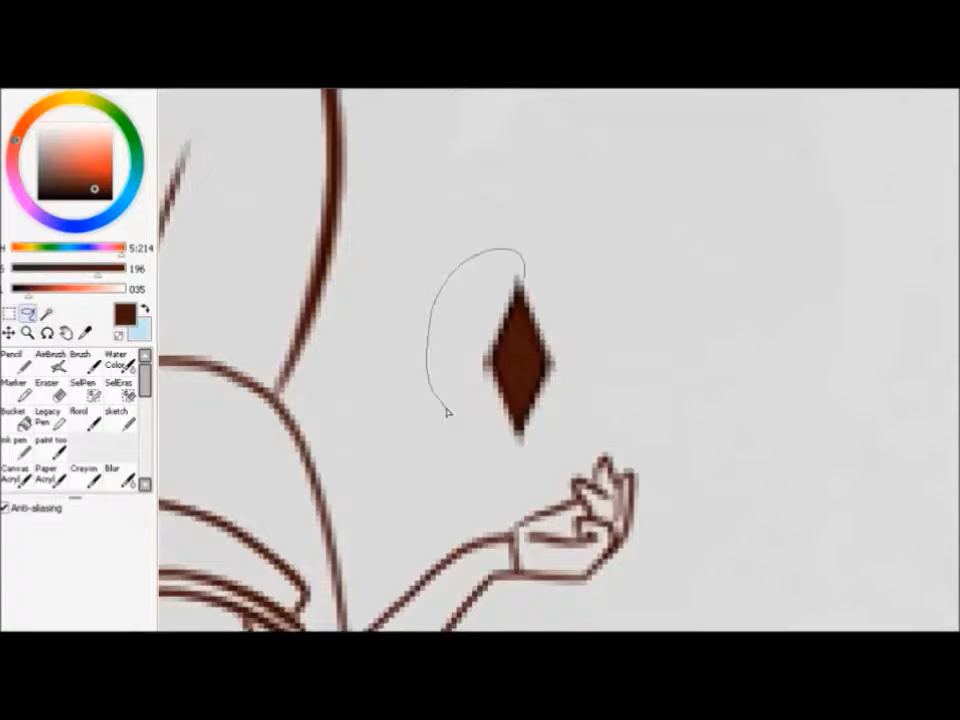 H 5:214
196
035
Pencil AirBrush Brush Water Color
Marker Eraser SelPen SelEras
Bucket Legacy Pen florol sketch
ink pen paint too
Canvas Acryl Paper Acryl Crayon Blur
Anti-aliasing